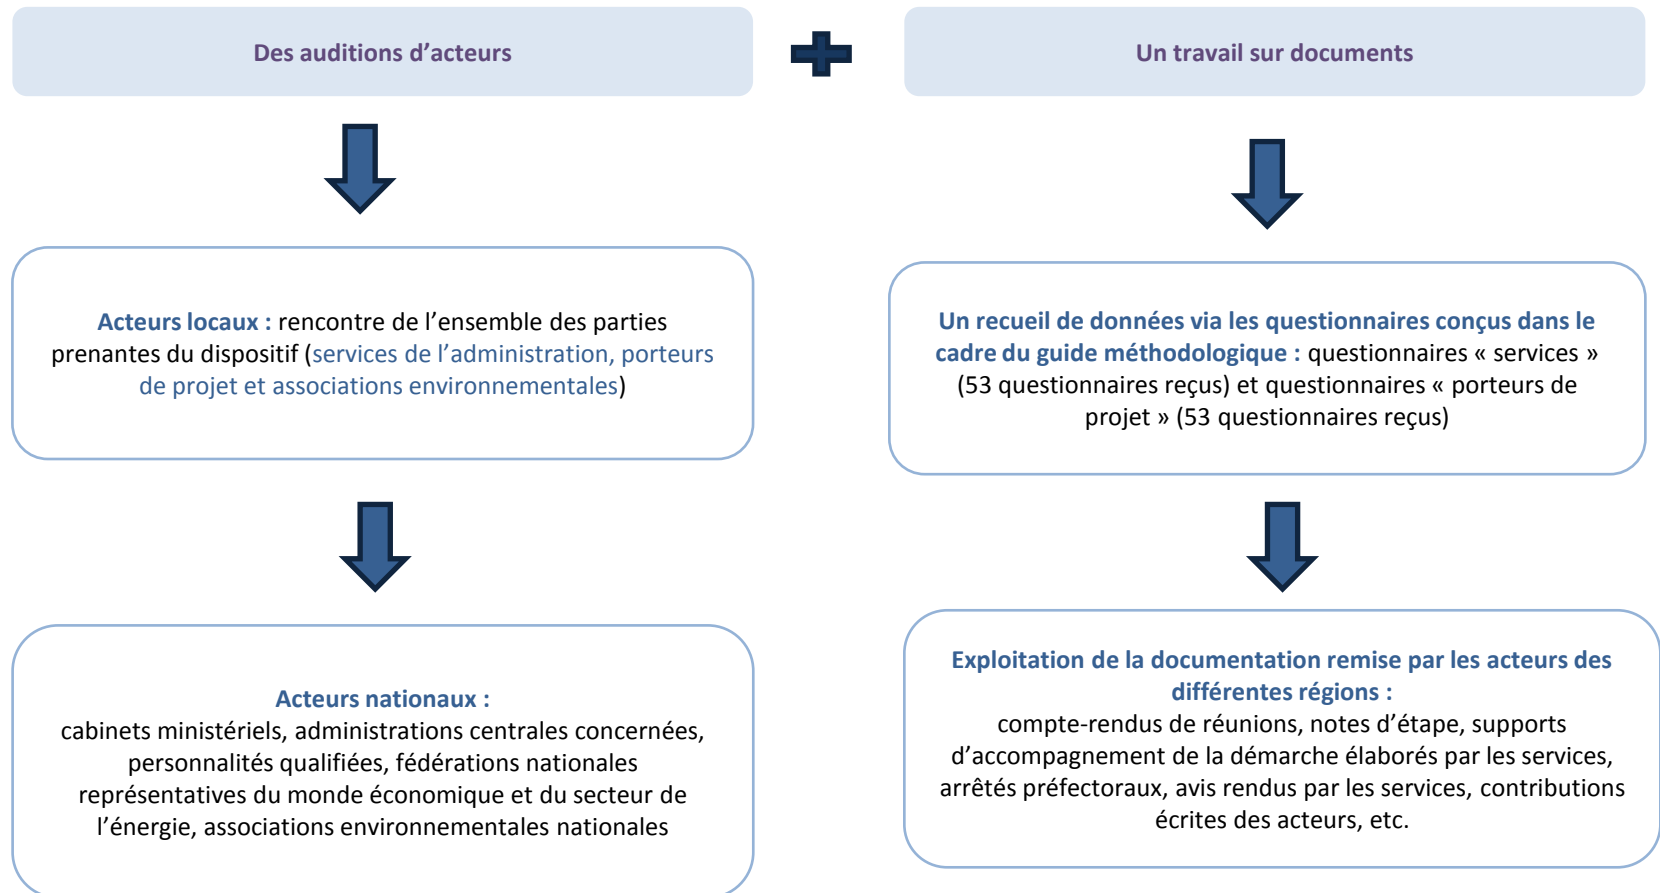 Des auditions d’acteurs
Un travail sur documents
Acteurs locaux : rencontre de l’ensemble des parties
prenantes du dispositif (services de l’administration, porteurs
de projet et associations environnementales)
Un recueil de données via les questionnaires conçus dans le
cadre du guide méthodologique : questionnaires « services »
(53 questionnaires reçus) et questionnaires « porteurs de
projet » (53 questionnaires reçus)
Acteurs nationaux :
cabinets ministériels, administrations centrales concernées,
personnalités qualifiées, fédérations nationales
représentatives du monde économique et du secteur de
l’énergie, associations environnementales nationales
Exploitation de la documentation remise par les acteurs des
différentes régions :
compte-rendus de réunions, notes d’étape, supports
d’accompagnement de la démarche élaborés par les services,
arrêtés préfectoraux, avis rendus par les services, contributions
écrites des acteurs, etc.